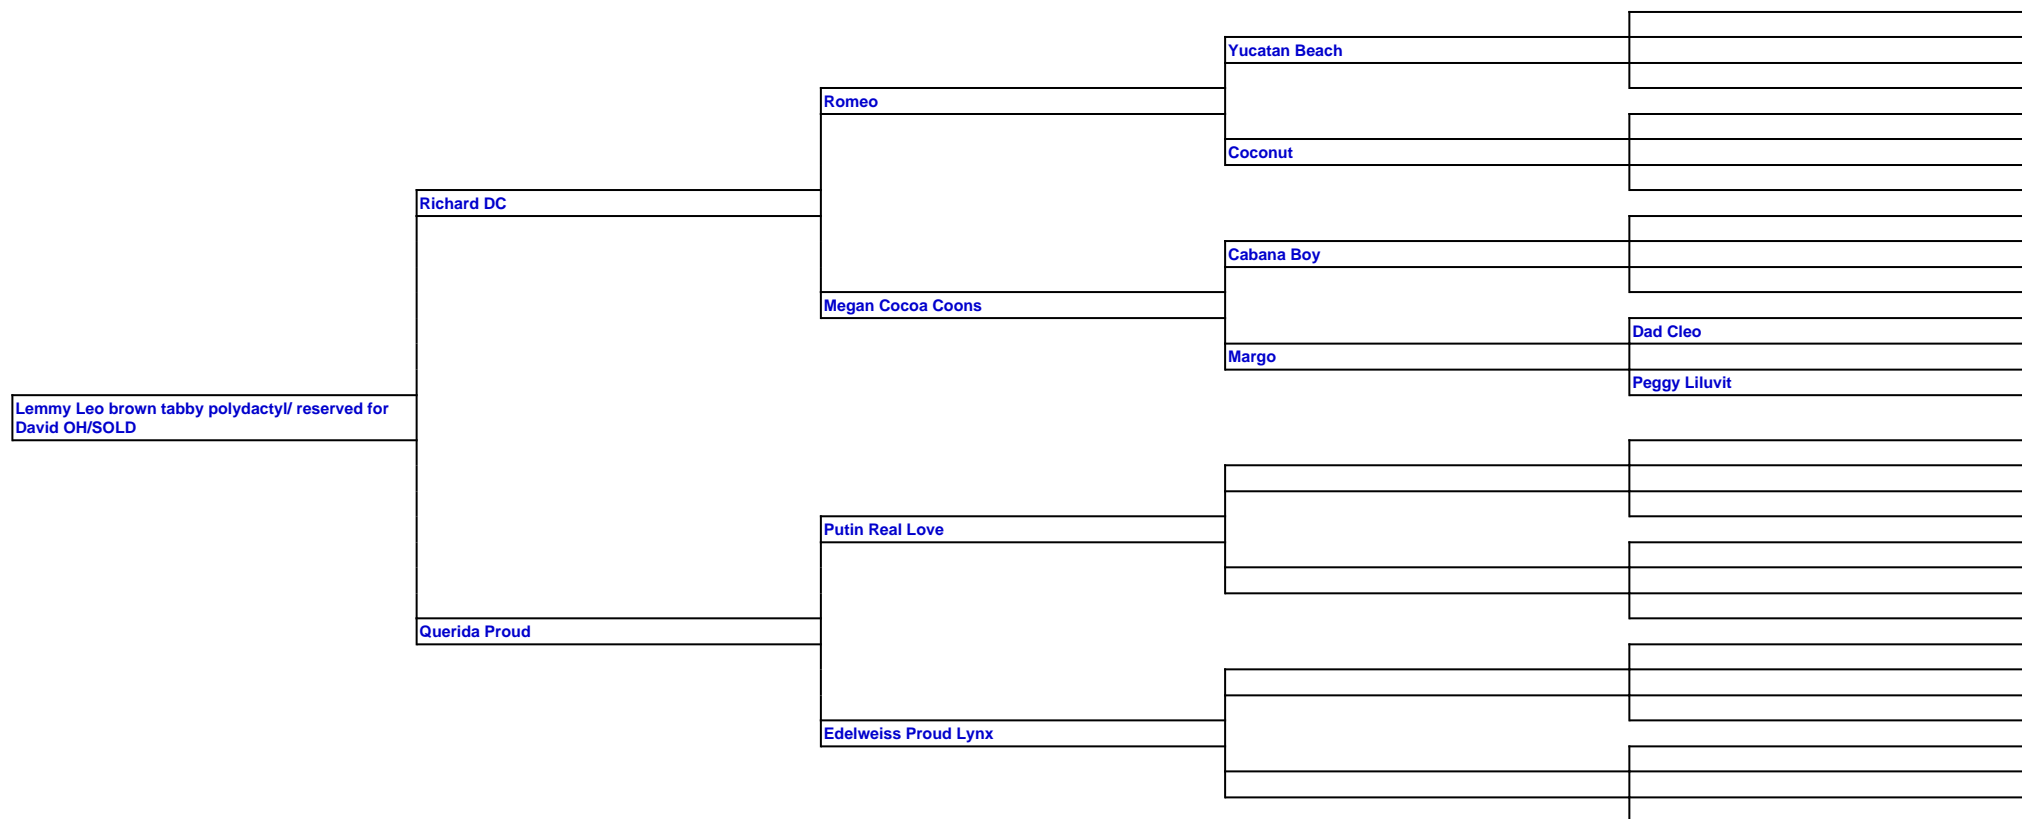 Yucatan Beach
Romeo
Coconut
Richard DC
Cabana Boy
Megan Cocoa Coons
Dad Cleo
Margo
Peggy Liluvit
Lemmy Leo brown tabby polydactyl/ reserved for
David OH/SOLD
Putin Real Love
Querida Proud
Edelweiss Proud Lynx